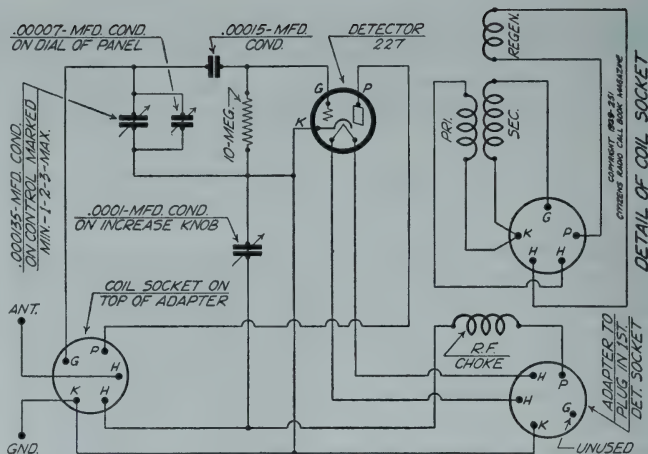 .00007-MFD. COND.
ON DIAL OF PANEL
.00015-MFD.
COND.
DETECTOR
227
.000135-MFD. COND.
ON CONTROL MARKED
MIN.-1-2-3-MAX.
10-MEG.
G
P
K
.0001-MFD. COND.
ON INCREASE KNOB
COIL SOCKET ON
TOP OF ADAPTER
ANT.
GND.
G
P
H
K
H
R.F.
CHOKE
H
P
H
G
K
UNUSED
ADAPTER TO
PLUG IN 1ST.
DET. SOCKET
REGEN.
PRI.
SEC.
G
K
P
H
H
COPYRIGHT 1929-251
CITIZENS RADIO CALL BOOK MAGAZINE
DETAIL OF COIL SOCKET